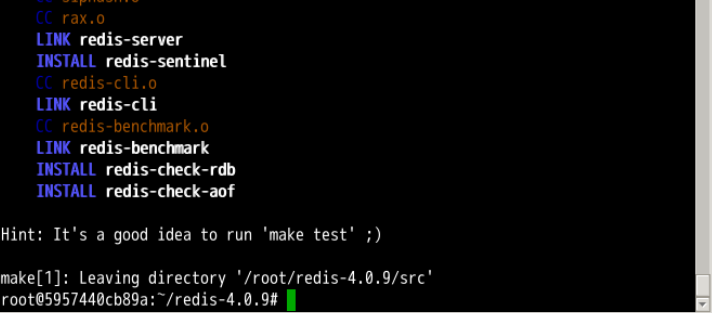 CC siphash.o
CC rax.o
LINK redis-server
INSTALL redis-sentinel
CC redis-cli.o
LINK redis-cli
CC redis-benchmark.o
LINK redis-benchmark
INSTALL redis-check-rdb
INSTALL redis-check-aof
Hint: It's a good idea to run 'make test' ;)
make[1]: Leaving directory '/root/redis-4.0.9/src'
root@5957440cb89a:~/redis-4.0.9#